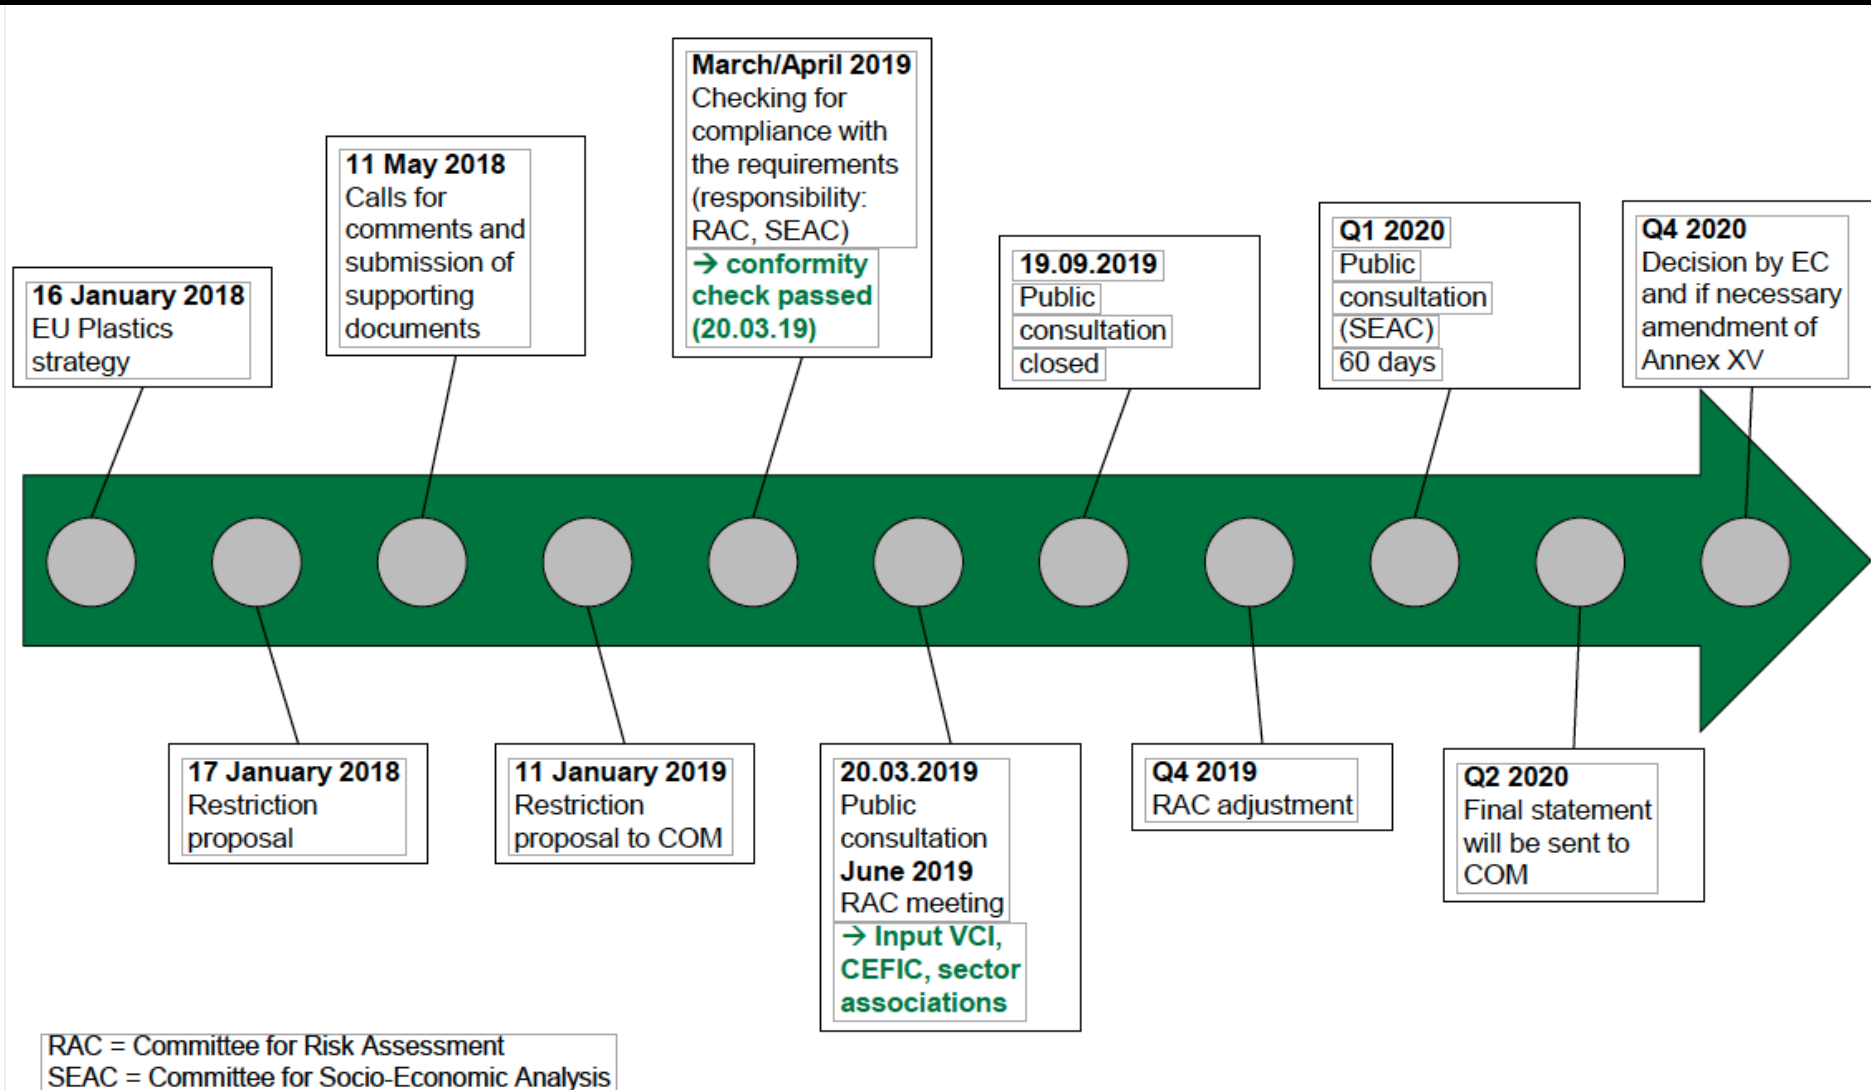 16 January 2018
EU Plastics
strategy
17 January 2018
Restriction
proposal
11 May 2018
Calls for
comments and
submission of
supporting
documents
11 January 2019
Restriction
proposal to COM
March/April 2019
Checking for
compliance with
the requirements
(responsibility:
RAC, SEAC)
→ conformity
check passed
(20.03.19)
20.03.2019
Public
consultation
June 2019
RAC meeting
→ Input VCI,
CEFIC, sector
associations
19.09.2019
Public
consultation
closed
Q4 2019
RAC adjustment
Q1 2020
Public
consultation
(SEAC)
60 days
Q2 2020
Final statement
will be sent to
COM
Q4 2020
Decision by EC
and if necessary
amendment of
Annex XV
RAC = Committee for Risk Assessment
SEAC = Committee for Socio-Economic Analysis